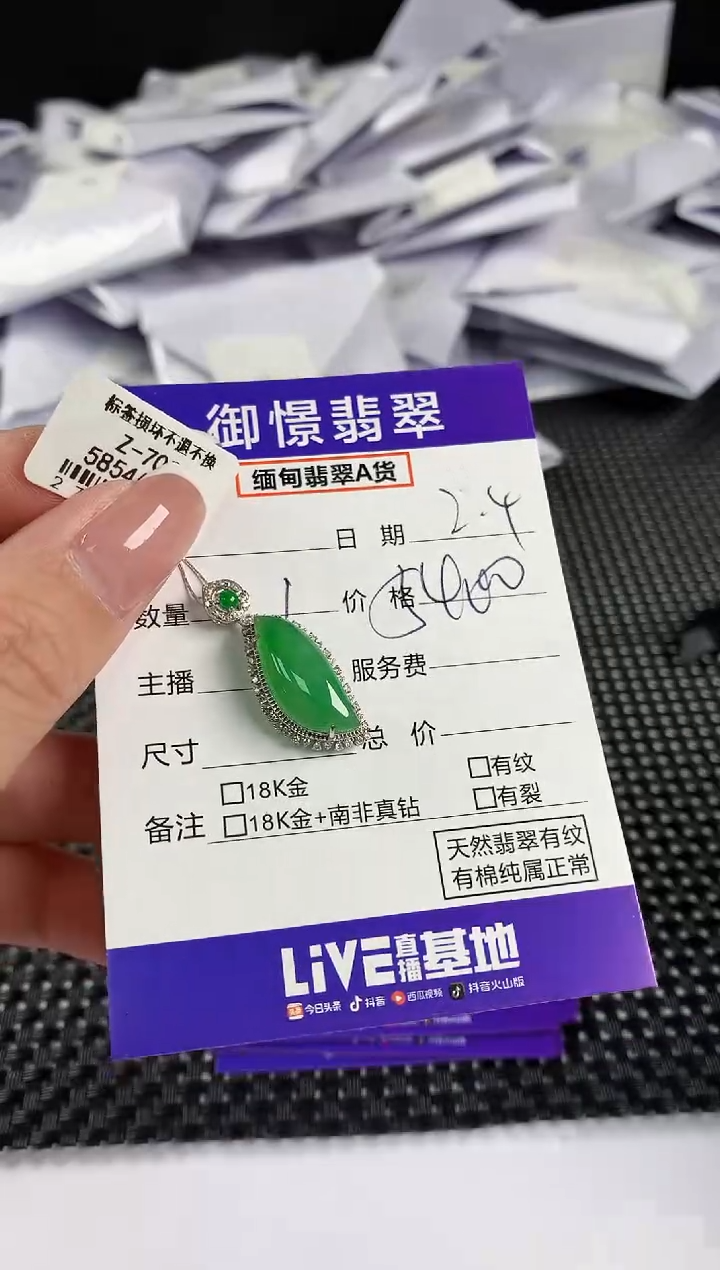 标签损坏不退不换
Z-70
5854
2
御憬翡翠
缅甸翡翠A货
日 期 2.4
数量 1 价 格 5400
主播 服务费
尺寸 总 价
备注 □18K金 □有纹
□18K金+南非真钻 □有裂
天然翡翠有纹
有棉纯属正常
LiVE直播基地
今日头条 抖音 西瓜视频 抖音火山版